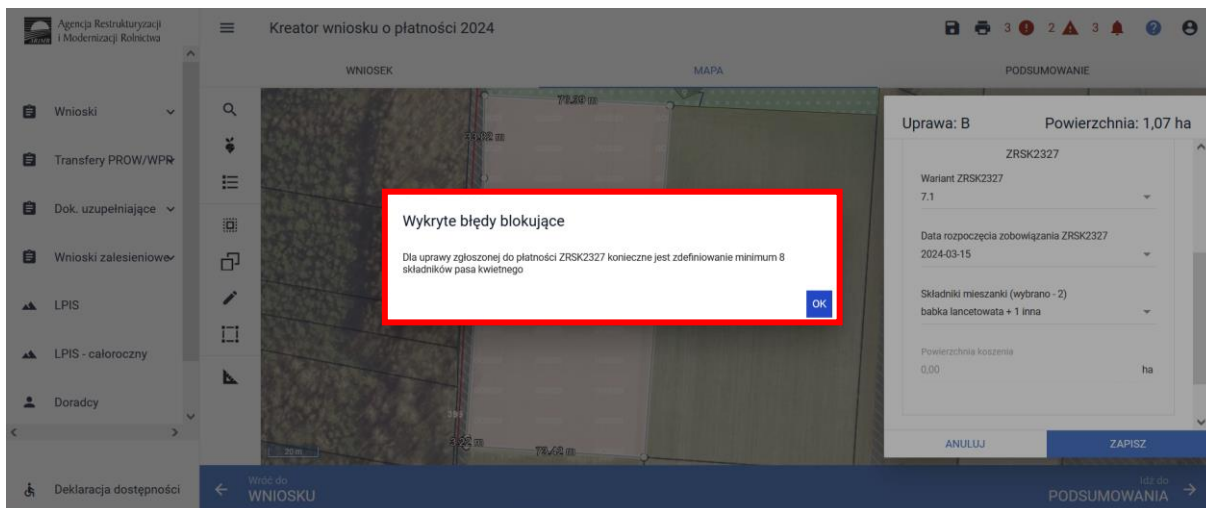 Agencja Restrukturyzacji
i Modernizacji Rolnictwa
Kreator wniosku o płatności 2024
3
2
3
WNIOSEK
MAPA
PODSUMOWANIE
Wnioski
Transfery PROW/WPR
Dok. uzupełniające
Wnioski zalesieniowe
LPIS
LPIS - całoroczny
Doradcy
Deklaracja dostępności
20 m
Uprawa: B
Powierzchnia: 1,07 ha
ZRSK2327
Wariant ZRSK2327
7.1
Data rozpoczęcia zobowiązania ZRSK2327
2024-03-15
Składniki mieszanki (wybrano - 2)
babka lancetowata + 1 inna
Powierzchnia koszenia
0,00
ha
ANULUJ
ZAPISZ
Wykryte błędy blokujące
Dla uprawy zgłoszonej do płatności ZRSK2327 konieczne jest zdefiniowanie minimum 8
składników pasa kwietnego
OK
Wróć do
WNIOSKU
Idź do
PODSUMOWANIA